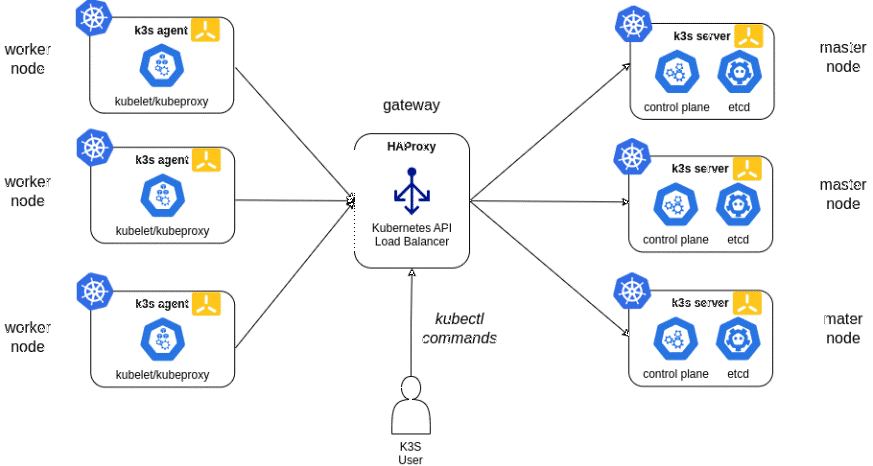 worker
node
k3s agent
kubelet/kubeproxy
worker
node
k3s agent
kubelet/kubeproxy
worker
node
k3s agent
kubelet/kubeproxy
gateway
HAProxy
Kubernetes API
Load Balancer
kubectl
commands
K3S
User
k3s server
control plane etcd
master
node
k3s server
control plane etcd
master
node
k3s server
control plane etcd
mater
node